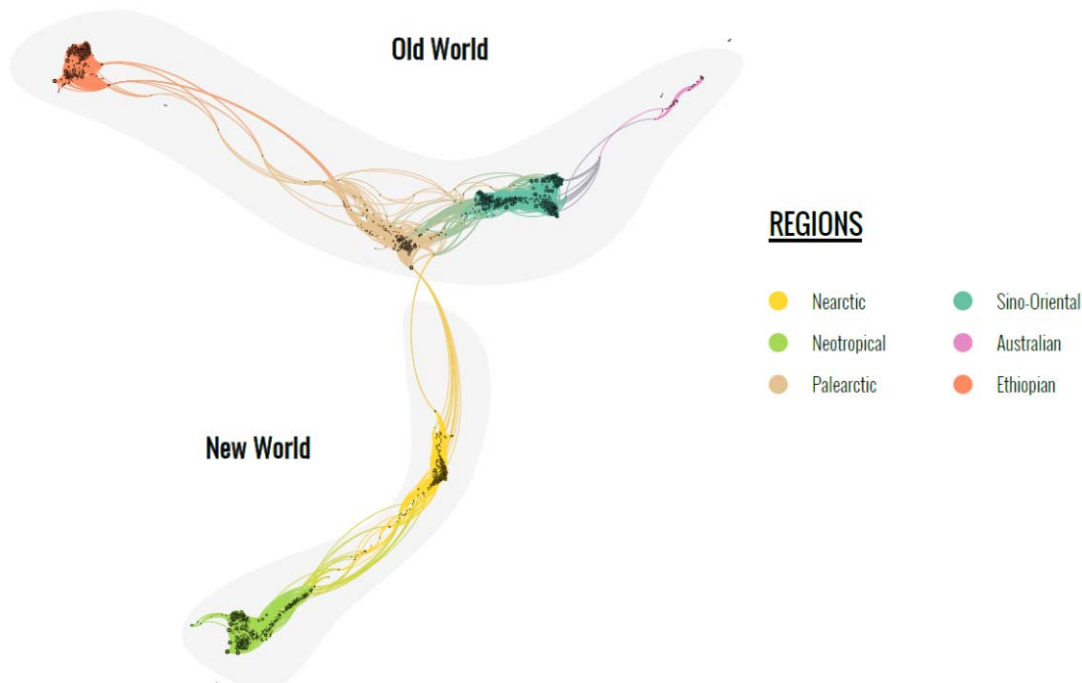 Old World
New World
REGIONS
Nearctic
Neotropical
Palearctic
Sino-Oriental
Australian
Ethiopian